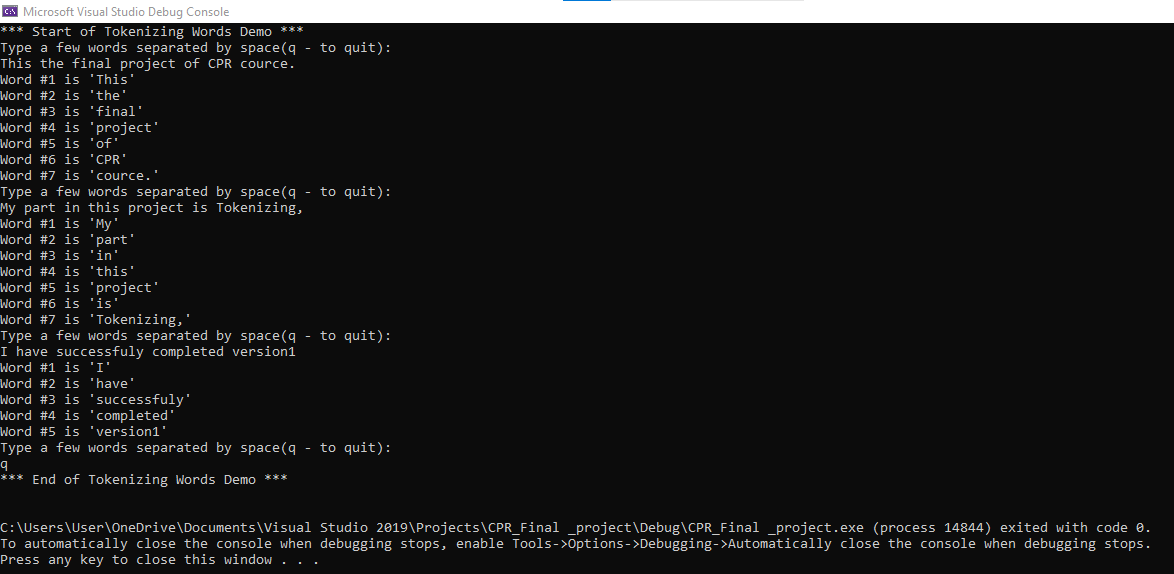 Microsoft Visual Studio Debug Console
*** Start of Tokenizing Words Demo ***
Type a few words separated by space(q - to quit):
This the final project of CPR cource.
Word #1 is 'This'
Word #2 is 'the'
Word #3 is 'final'
Word #4 is 'project'
Word #5 is 'of'
Word #6 is 'CPR'
Word #7 is 'cource.'
Type a few words separated by space(q - to quit):
My part in this project is Tokenizing,
Word #1 is 'My'
Word #2 is 'part'
Word #3 is 'in'
Word #4 is 'this'
Word #5 is 'project'
Word #6 is 'is'
Word #7 is 'Tokenizing,'
Type a few words separated by space(q - to quit):
I have successfuly completed version1
Word #1 is 'I'
Word #2 is 'have'
Word #3 is 'successfuly'
Word #4 is 'completed'
Word #5 is 'version1'
Type a few words separated by space(q - to quit):
q
*** End of Tokenizing Words Demo ***
C:\Users\User\OneDrive\Documents\Visual Studio 2019\Projects\CPR_Final _project\Debug\CPR_Final _project.exe (process 14844) exited with code 0.
To automatically close the console when debugging stops, enable Tools->Options->Debugging->Automatically close the console when debugging stops.
Press any key to close this window . . .